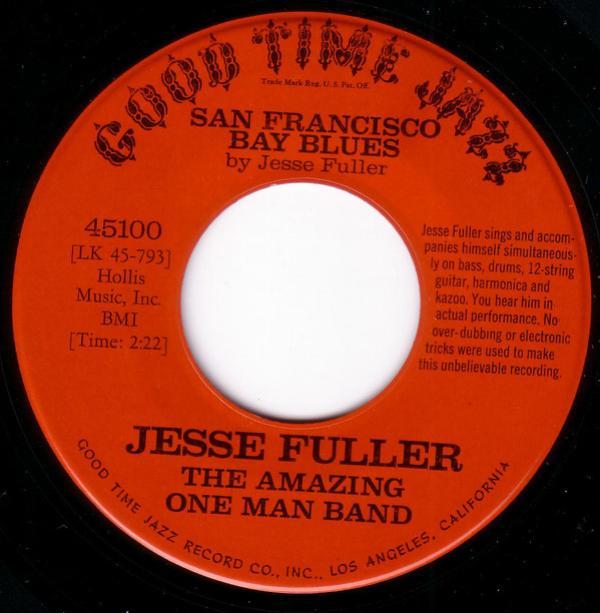 GOOD TIME JAZZ
Trade Mark Reg. U. S. Pat. Off.
SAN FRANCISCO
BAY BLUES
by Jesse Fuller
45100
[LK 45-793]
Hollis
Music, Inc.
BMI
[Time: 2:22]
Jesse Fuller sings and accom-
panies himself simultaneous-
ly on bass, drums, 12-string
guitar, harmonica and
kazoo. You hear him in
actual performance. No
over-dubbing or electronic
tricks were used to make
this unbelievable recording.
JESSE FULLER
THE AMAZING
ONE MAN BAND
GOOD TIME JAZZ RECORD CO., INC., LOS ANGELES, CALIFORNIA